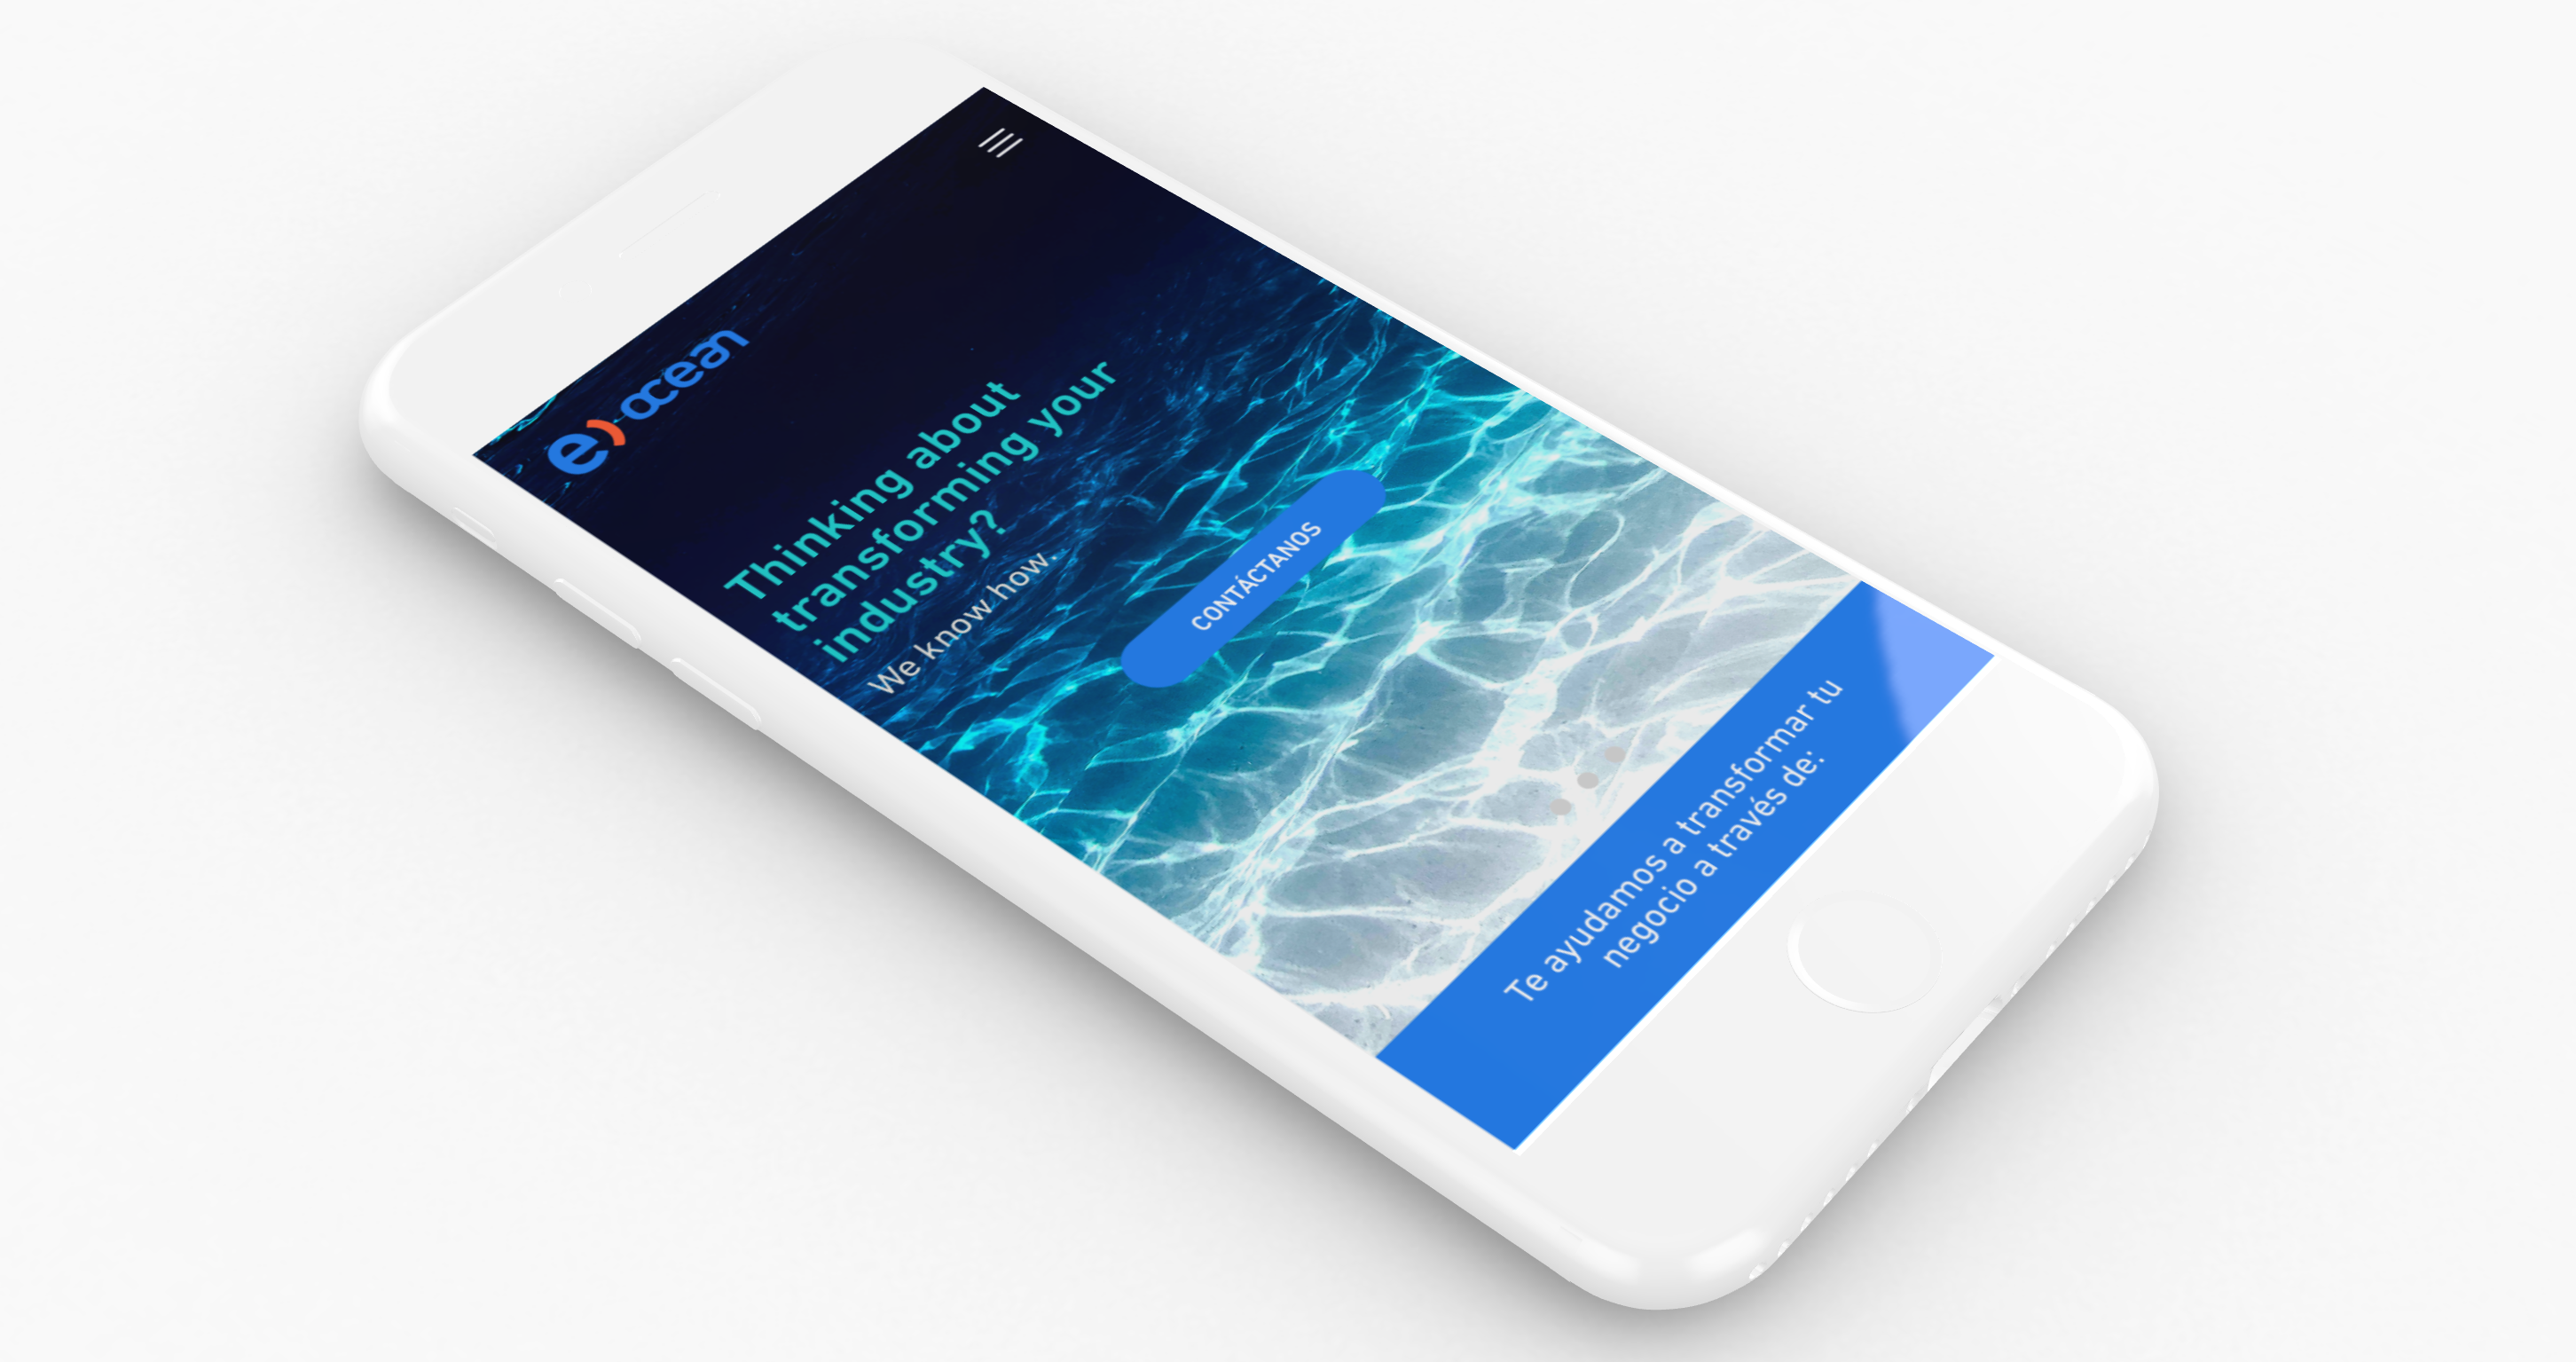 e) ocean
Thinking about
transforming your
industry?
We know how.
CONTÁCTANOS
Te ayudamos a transformar tu
negocio a través de: